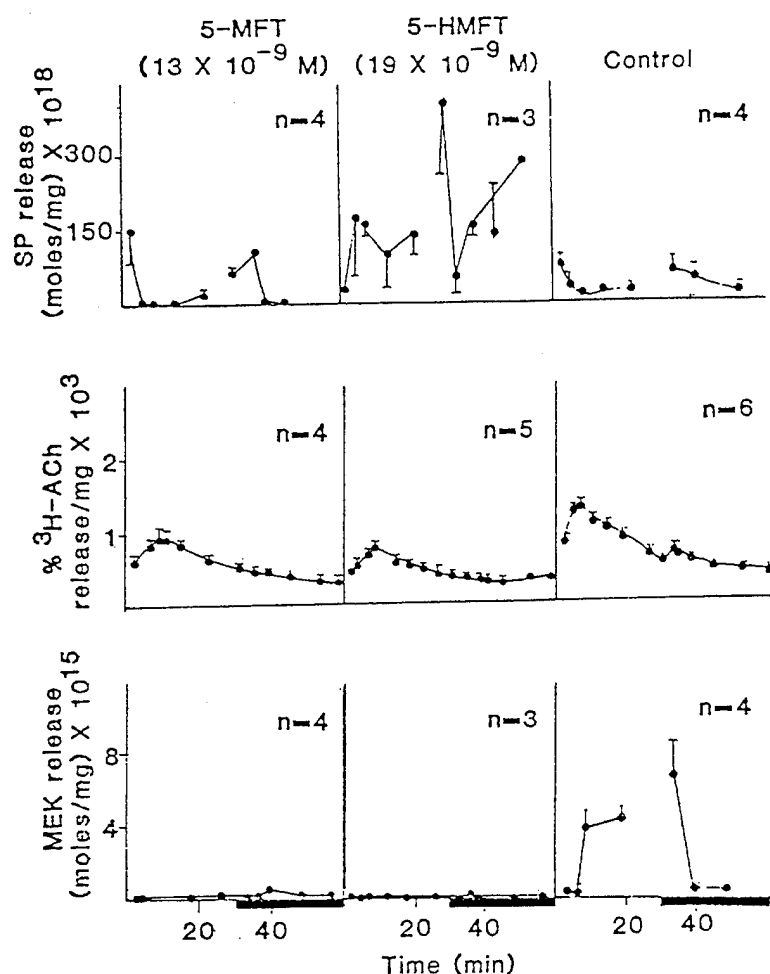 5-MFT
(13 X 10⁻⁹ M)
5-HMFT
(19 X 10⁻⁹ M)
Control
SP release
(moles/mg) X 10¹⁸
300
150
n=4
n=3
n=4
% ³H-ACh
release/mg X 10³
2
1
n=4
n=5
n=6
MEK release
(moles/mg) X 10¹⁵
8
4
n=4
n=3
n=4
20
40
20
40
20
40
Time (min)